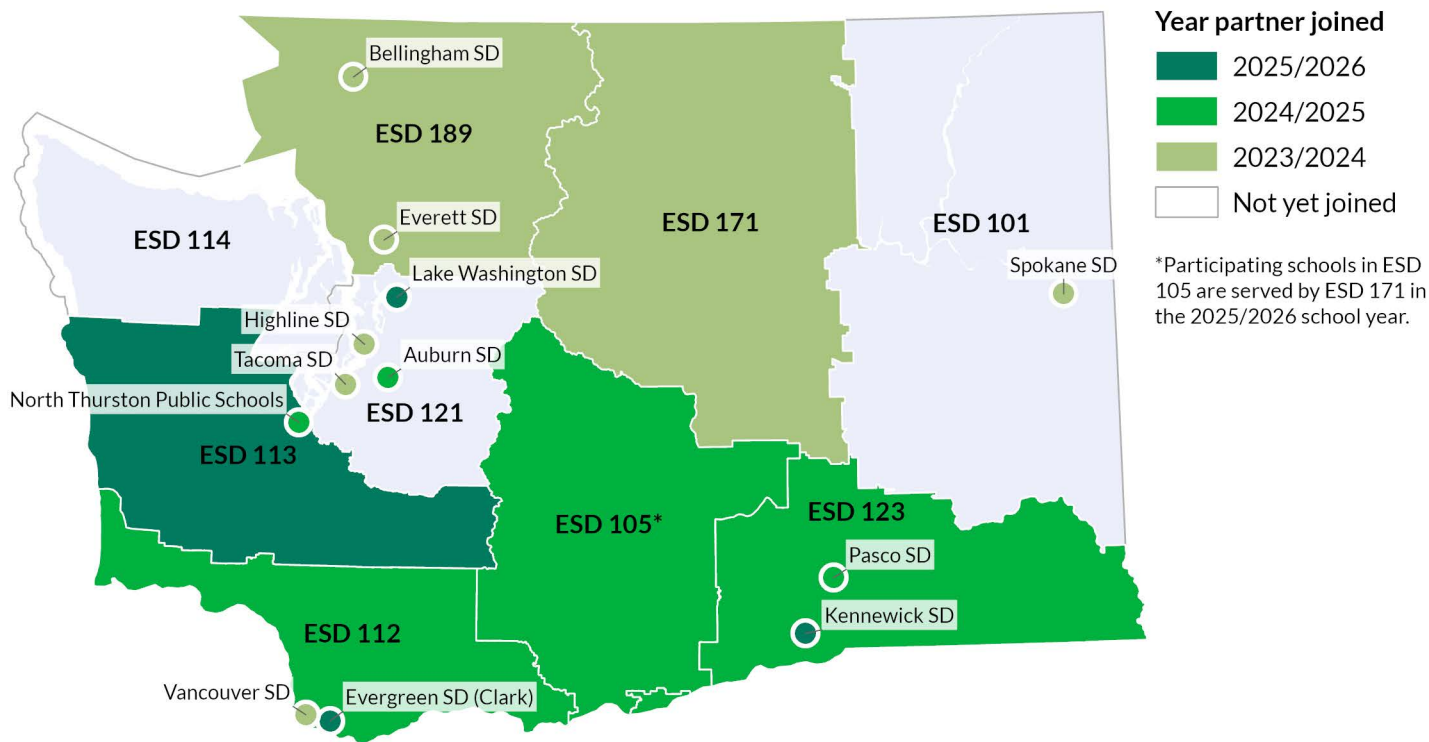 Bellingham SD
ESD 189
Everett SD
ESD 114
Lake Washington SD
Highline SD
Tacoma SD
Auburn SD
North Thurston Public Schools
ESD 121
ESD 113
ESD 171
ESD 101
Spokane SD
ESD 105*
ESD 123
Pasco SD
Kennewick SD
ESD 112
Vancouver SD
Evergreen SD (Clark)
Year partner joined
2025/2026
2024/2025
2023/2024
Not yet joined
*Participating schools in ESD
105 are served by ESD 171 in
the 2025/2026 school year.